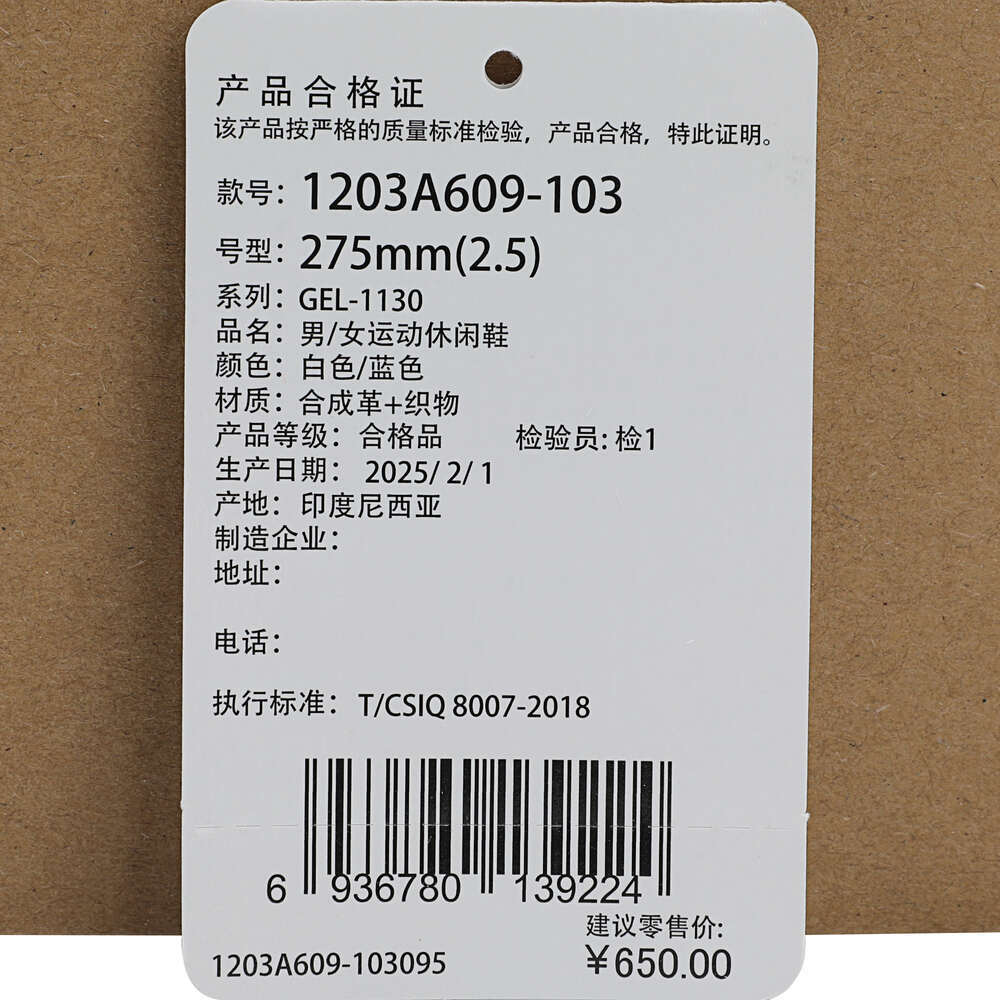 产品合格证
该产品按严格的质量标准检验，产品合格，特此证明。
款号：1203A609-103
号型：275mm(2.5)
系列：GEL-1130
品名：男/女运动休闲鞋
颜色：白色/蓝色
材质：合成革+织物
产品等级：合格品 检验员: 检1
生产日期： 2025/ 2/ 1
产地：印度尼西亚
制造企业：
地址：
电话：
执行标准： T/CSIQ 8007-2018
6 936780 139224
建议零售价:
1203A609-103095 ¥650.00